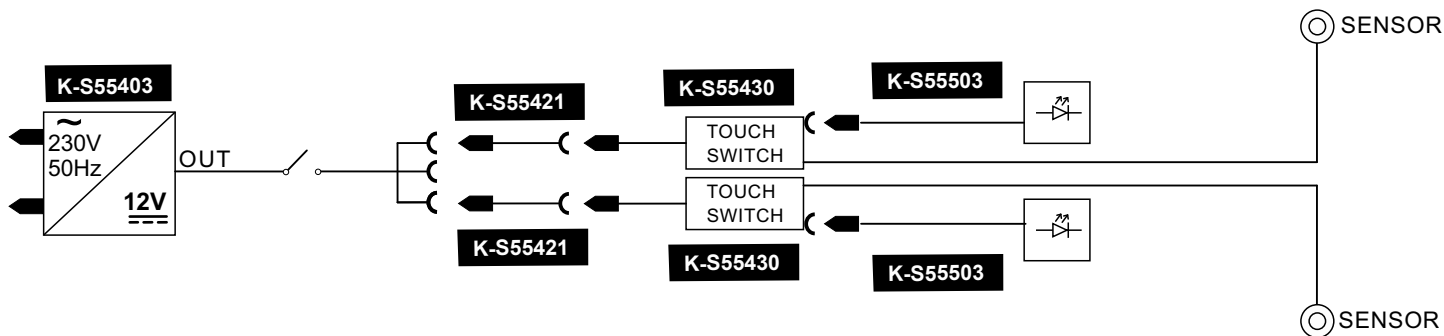 SENSOR
K-S55403
K-S55421
K-S55430
K-S55503
~
230V
50Hz
OUT
12V
TOUCH
SWITCH
TOUCH
SWITCH
K-S55421
K-S55430
K-S55503
SENSOR